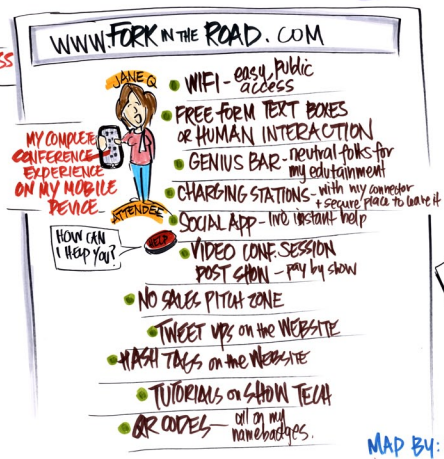 WWW.FORK IN THE ROAD.COM
SS
JANE Q
ATTENDEE
MY COMPLETE
CONFERENCE
EXPERIENCE
ON MY MOBILE
DEVICE
HOW CAN
I HELP YOU?
HELP
WIFI - easy, Public
access
FREE FORM TEXT BOXES
OR HUMAN INTERACTION
GENIUS BAR - neutral folks for
my edutainment
CHARGING STATIONS - with my connector
+ secure place to leave it
SOCIAL APP - live instant help
VIDEO CONF. SESSION
POST SHOW - pay by show
NO SALES PITCH ZONE
TWEET UPS on the WEBSITE
HASH TAGS on the WEBSITE
TUTORIALS on SHOW TECH
QR CODES - all on my
namebadges.
MAP BY: